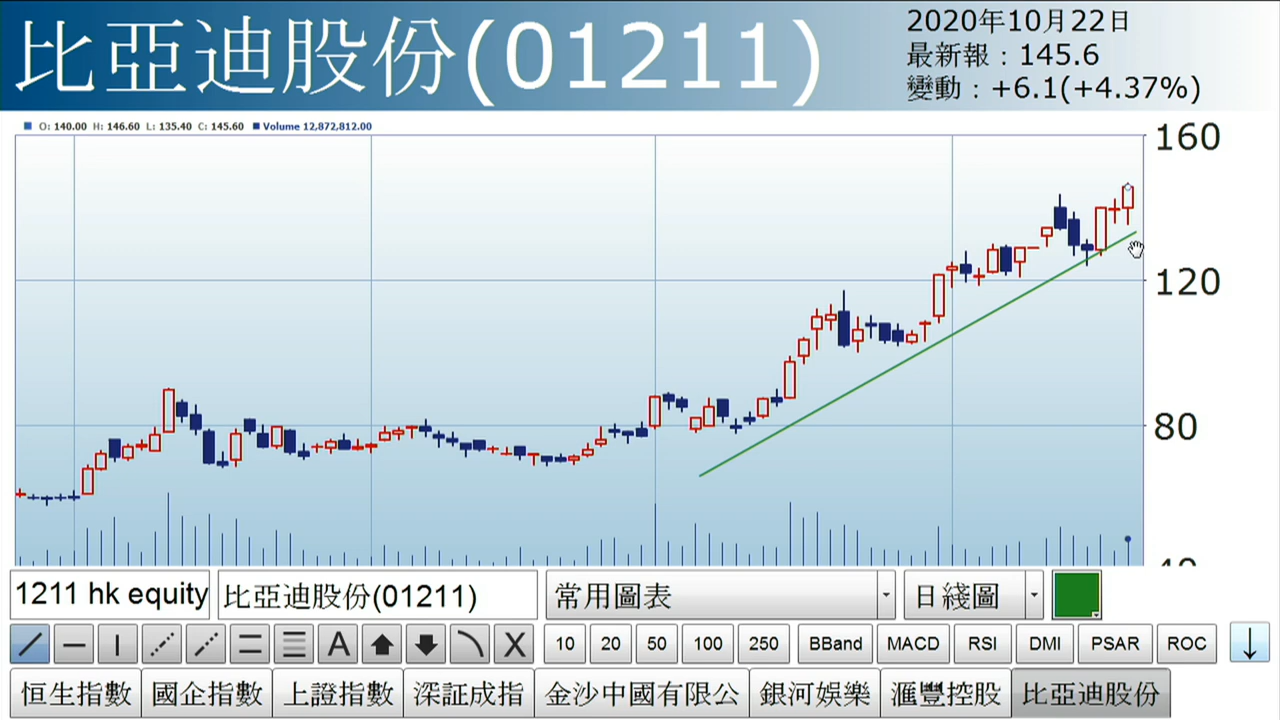 比亞迪股份(01211)
2020年10月22日
最新報：145.6
變動：+6.1(+4.37%)
O: 140.00 H: 146.60 L: 135.40 C: 145.60 Volume 12,872,812.00
160
120
80
40
1211 hk equity 比亞迪股份(01211) 常用圖表 日綫圖
A X 10 20 50 100 250 BBand MACD RSI DMI PSAR ROC
恒生指數 國企指數 上證指數 深証成指 金沙中國有限公 銀河娛樂 滙豐控股 比亞迪股份